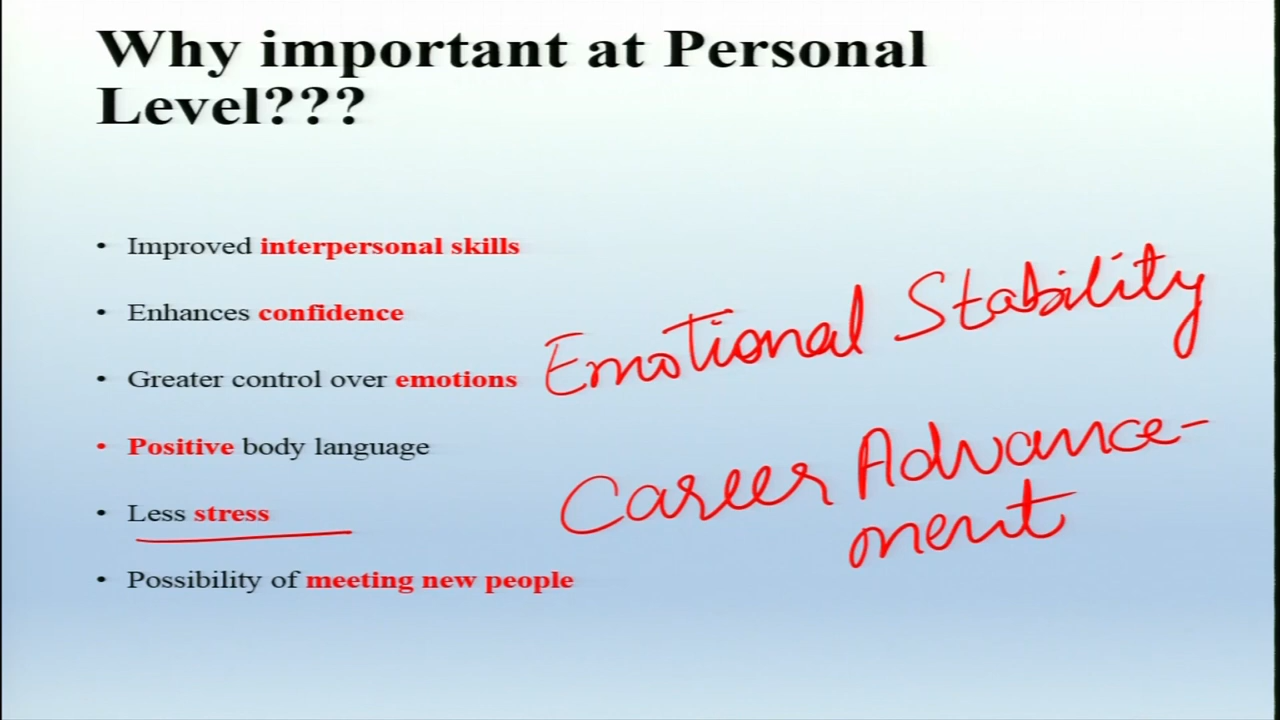 Why important at Personal
Level???
• Improved interpersonal skills
• Enhances confidence
• Greater control over emotions
• Positive body language
• Less stress
• Possibility of meeting new people
Emotional Stability
Career Advance-
ment